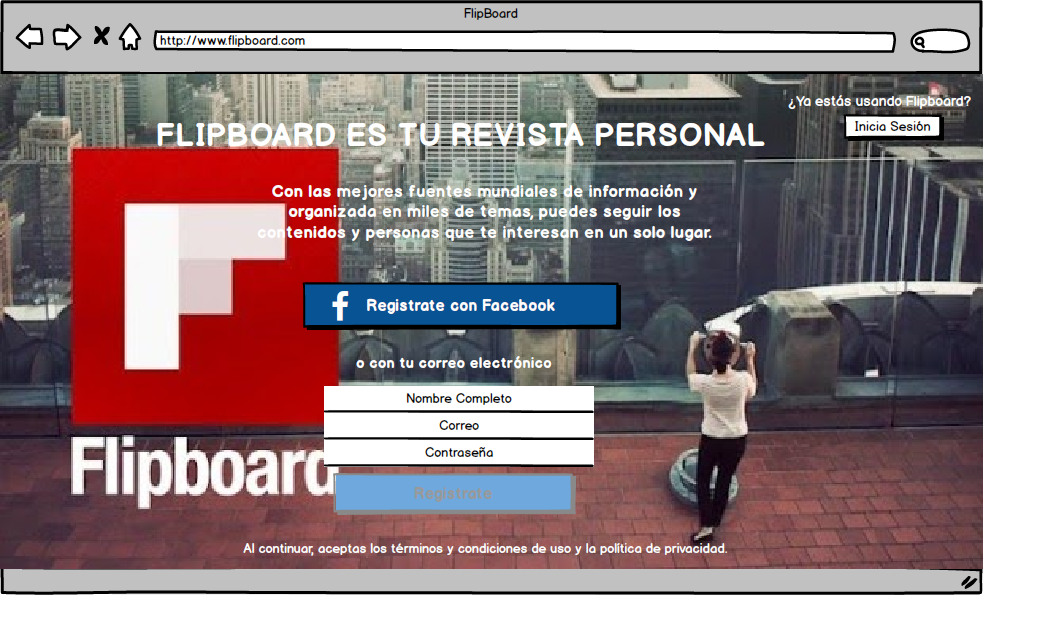 FlipBoard
http://www.flipboard.com
¿Ya estás usando Flipboard?
Inicia Sesión
FLIPBOARD ES TU REVISTA PERSONAL
Con las mejores fuentes mundiales de información y
organizada en miles de temas, puedes seguir los
contenidos y personas que te interesan en un solo lugar.
f Registrate con Facebook
o con tu correo electrónico
Nombre Completo
Correo
Contraseña
Flipboard
Registrate
Al continuar, aceptas los términos y condiciones de uso y la política de privacidad.